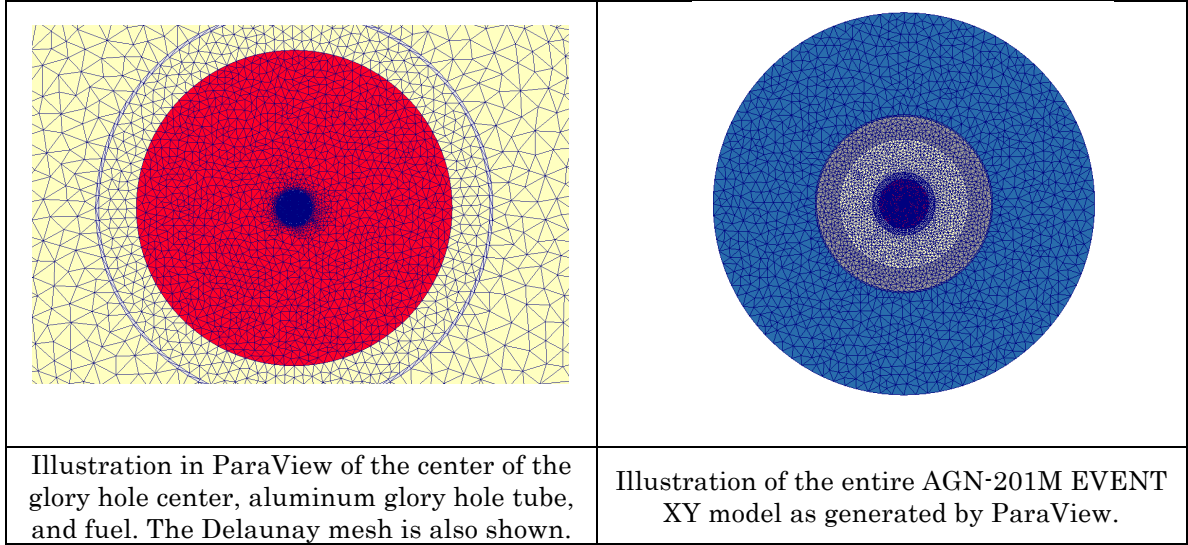 Illustration in ParaView of the center of the
glory hole center, aluminum glory hole tube,
and fuel. The Delaunay mesh is also shown.
Illustration of the entire AGN-201M EVENT
XY model as generated by ParaView.